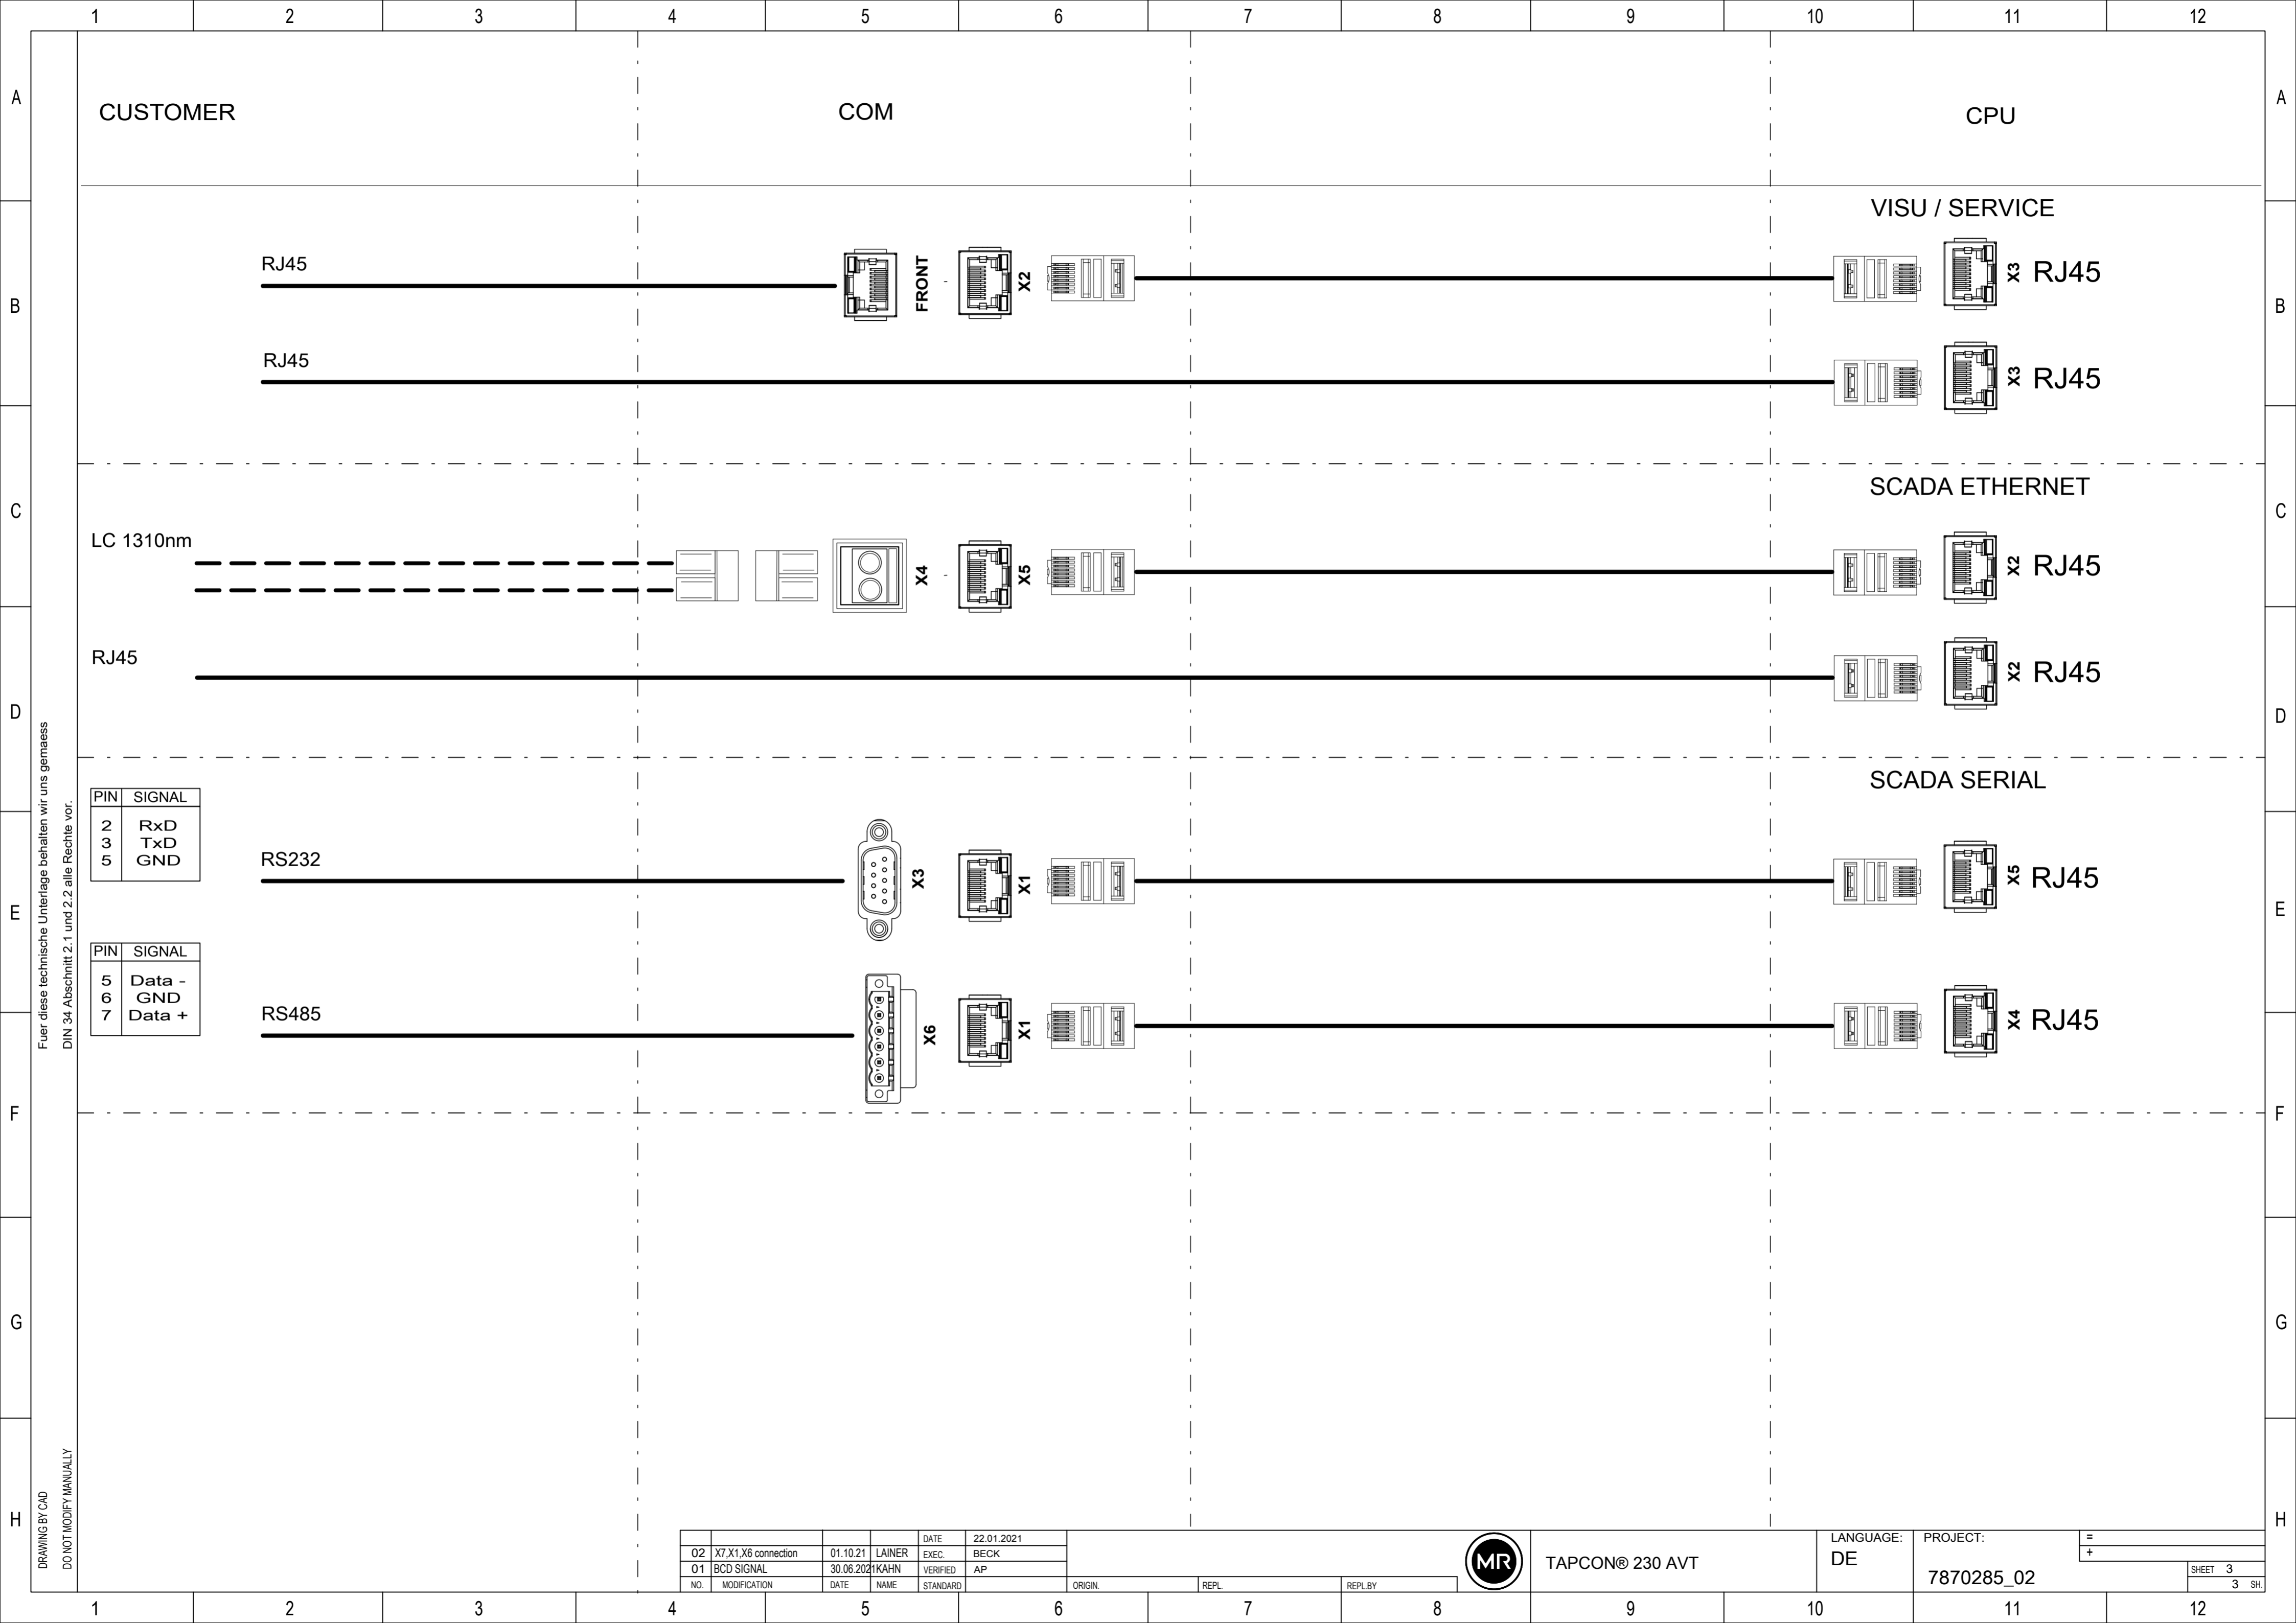 1 2 3 4 5 6 7 8 9 10 11 12
A A
CUSTOMER COM CPU
VISU / SERVICE
RJ45 FRONT - X2 X3 RJ45
B B
RJ45 X3 RJ45
SCADA ETHERNET
C C
LC 1310nm X4 - X5 X2 RJ45
RJ45 X2 RJ45
D D
SCADA SERIAL
PIN SIGNAL
2 RxD
3 TxD
5 GND
RS232 X3 X1 X5 RJ45
E E
PIN SIGNAL
5 Data -
6 GND
7 Data +
RS485 X6 X1 X4 RJ45
F F
G G
H H
Fuer diese technische Unterlage behalten wir uns gemaess
DIN 34 Abschnitt 2.1 und 2.2 alle Rechte vor.
DRAWING BY CAD
DO NOT MODIFY MANUALLY
DATE 22.01.2021
02 X7,X1,X6 connection 01.10.21 LAINER EXEC. BECK
01 BCD SIGNAL 30.06.2021 KAHN VERIFIED AP
NO. MODIFICATION DATE NAME STANDARD ORIGIN. REPL. REPL.BY
MR
TAPCON® 230 AVT
LANGUAGE:
DE
PROJECT:
7870285_02
=
+
SHEET 3
3 SH.
1 2 3 4 5 6 7 8 9 10 11 12